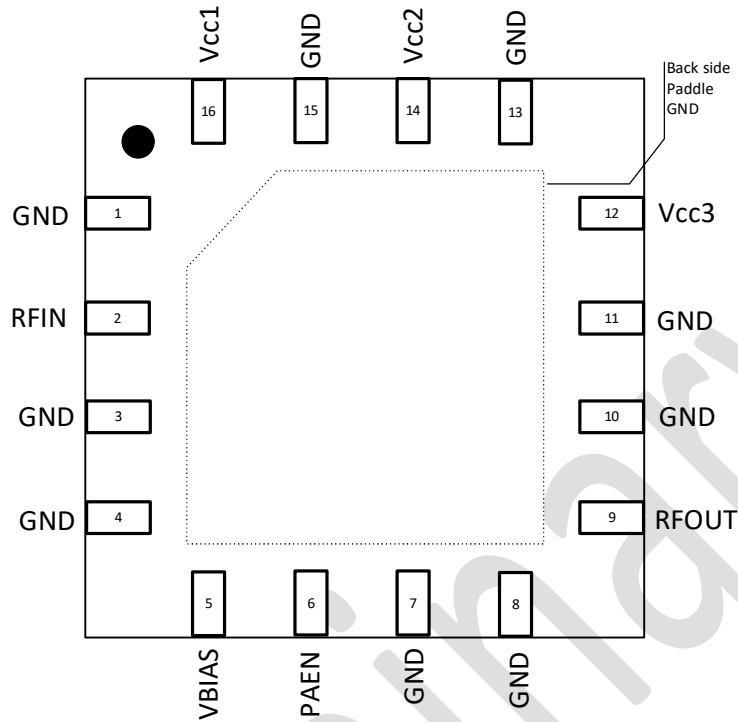 Vcc1
GND
Vcc2
GND
Back side
Paddle
GND
16
15
14
13
GND
1
12
Vcc3
RFIN
2
11
GND
GND
3
10
GND
GND
4
9
RFOUT
5
6
7
8
VBIAS
PAEN
GND
GND